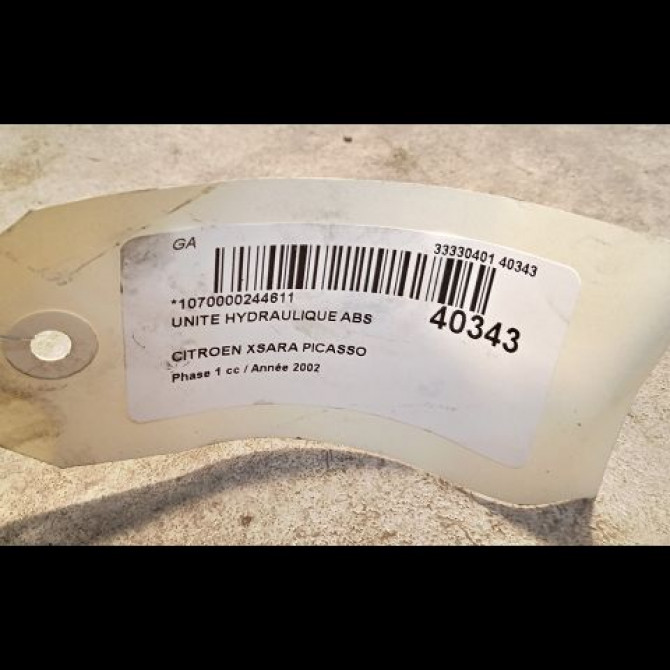 GA
33330401 40343
*1070000244611
UNITE HYDRAULIQUE ABS
40343
CITROEN XSARA PICASSO
Phase 1 cc / Année 2002